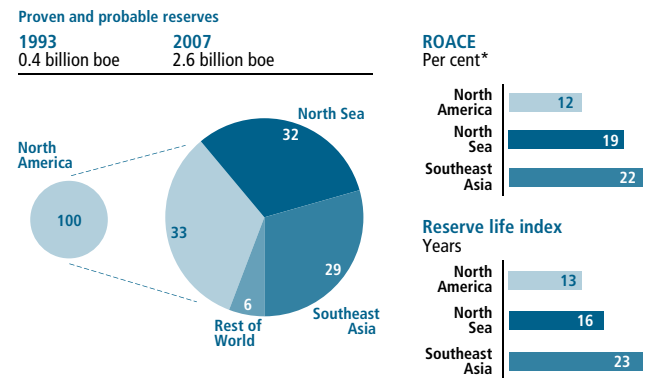 Proven and probable reserves
1993 2007
0.4 billion boe 2.6 billion boe
North
America
100
North Sea
32
33
29
6
Southeast
Asia
Rest of
World
ROACE
Per cent*
North
America
12
North
Sea
19
Southeast
Asia
22
Reserve life index
Years
North
America
13
North
Sea
16
Southeast
Asia
23